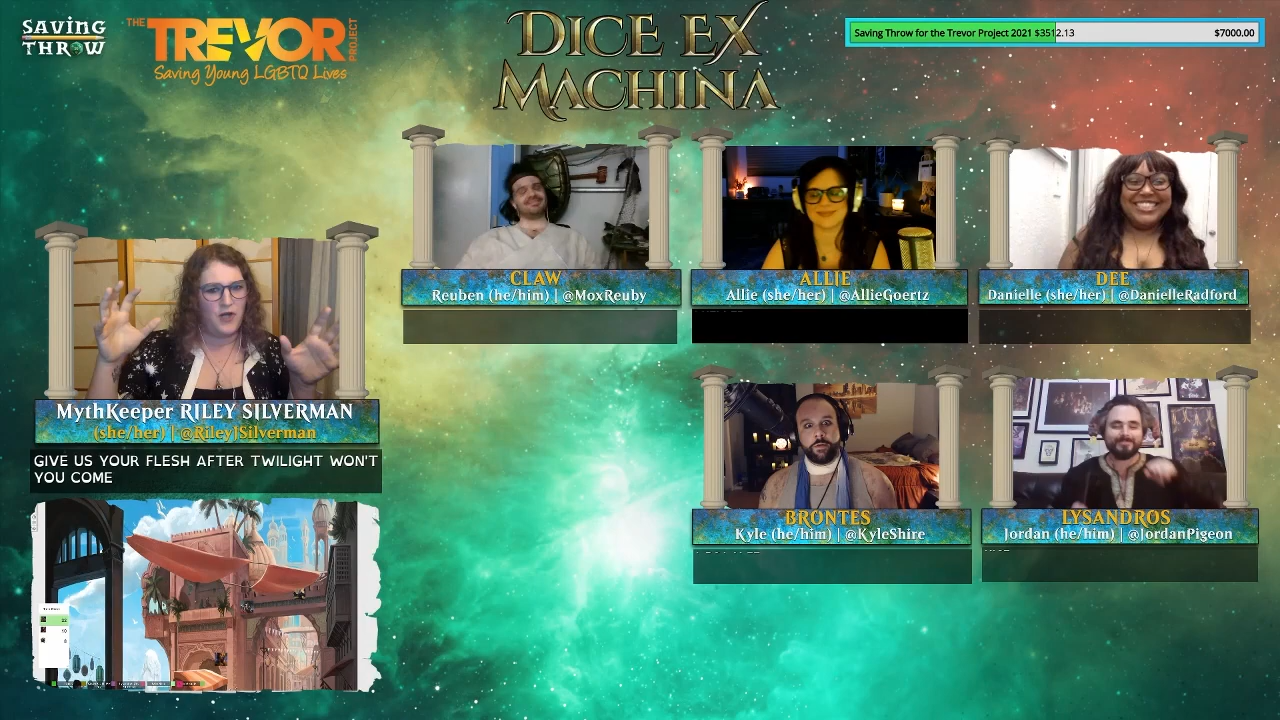 SAVING
THROW
THE
TREVOR
PROJECT
Saving Young LGBTQ Lives
DICE EX
MACHINA
Saving Throw for the Trevor Project 2021 $3512.13
$7000.00
CLAW
Reuben (he/him) | @MoxReuby
ALLIE
Allie (she/her) | @AllieGoertz
DEE
Danielle (she/her) | @DanielleRadford
MythKeeper RILEY SILVERMAN
(she/her) | @RileyJSilverman
GIVE US YOUR FLESH AFTER TWILIGHT WON'T
YOU COME
BRONTES
Kyle (he/him) | @KyleShire
LYSANDROS
Jordan (he/him) | @JordanPigeon